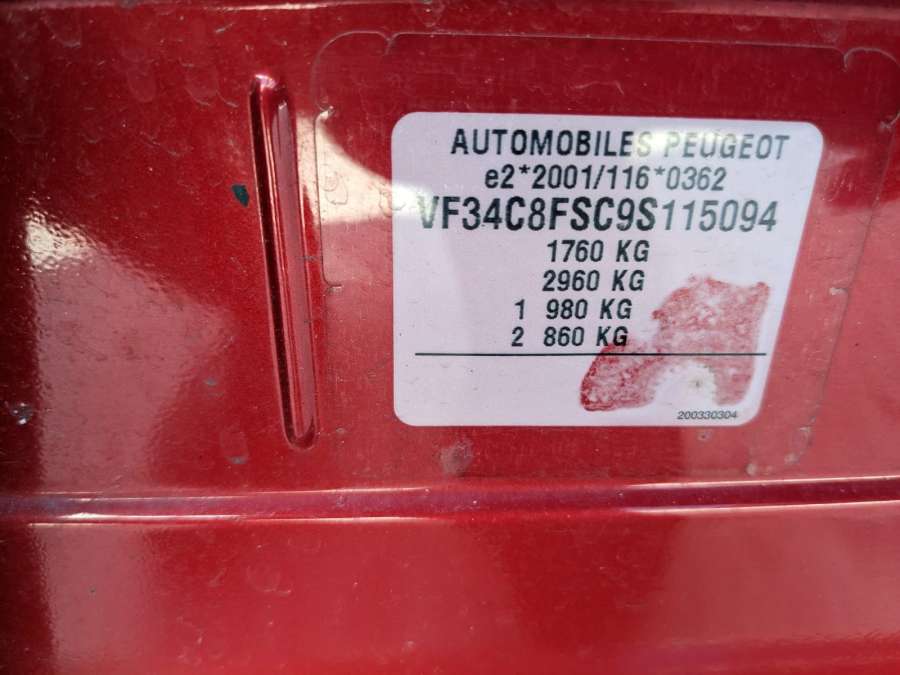 AUTOMOBILES PEUGEOT
e2*2001/116*0362
VF34C8FSC9S115094
1760 KG
2960 KG
1 980 KG
2 860 KG
200330304